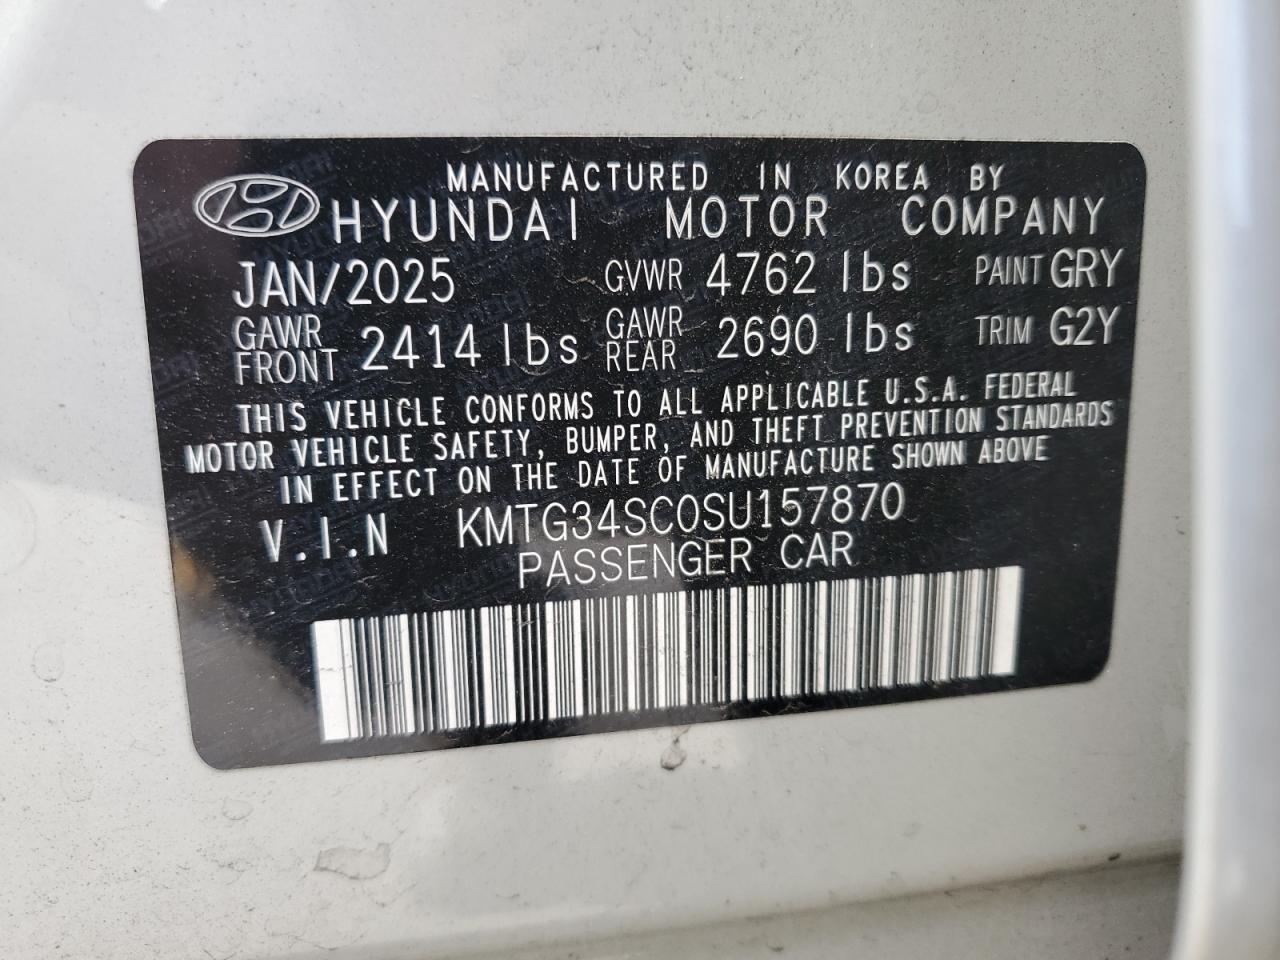 MANUFACTURED IN KOREA BY
HYUNDAI MOTOR COMPANY
JAN/2025 GVWR 4762 lbs PAINT GRY
GAWR FRONT 2414 lbs GAWR REAR 2690 lbs TRIM G2Y
THIS VEHICLE CONFORMS TO ALL APPLICABLE U.S.A. FEDERAL
MOTOR VEHICLE SAFETY, BUMPER, AND THEFT PREVENTION STANDARDS
IN EFFECT ON THE DATE OF MANUFACTURE SHOWN ABOVE
V.I.N KMTG34SC0SU157870
PASSENGER CAR